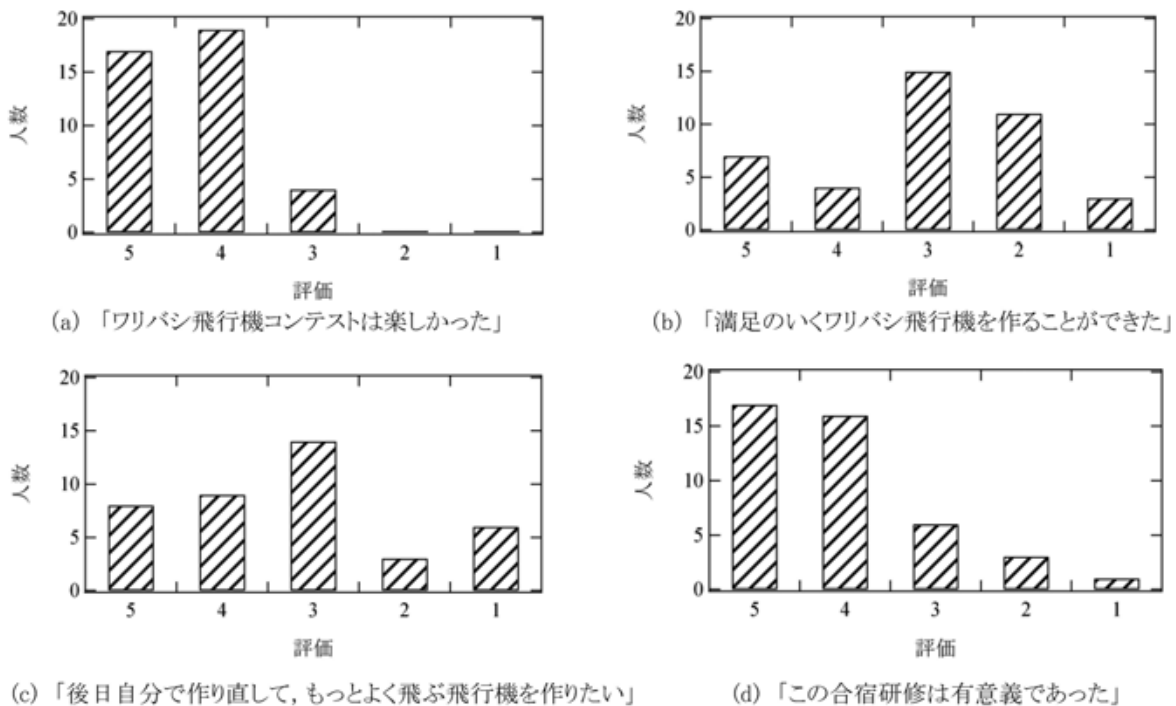 20
15
10
5
0
人数
5 4 3 2 1
評価
(a) 「ワリバシ飛行機コンテストは楽しかった」
20
15
10
5
0
人数
5 4 3 2 1
評価
(b) 「満足のいくワリバシ飛行機を作ることができた」
20
15
10
5
0
人数
5 4 3 2 1
評価
(c) 「後日自分で作り直して, もっとよく飛ぶ飛行機を作りたい」
20
15
10
5
0
人数
5 4 3 2 1
評価
(d) 「この合宿研修は有意義であった」